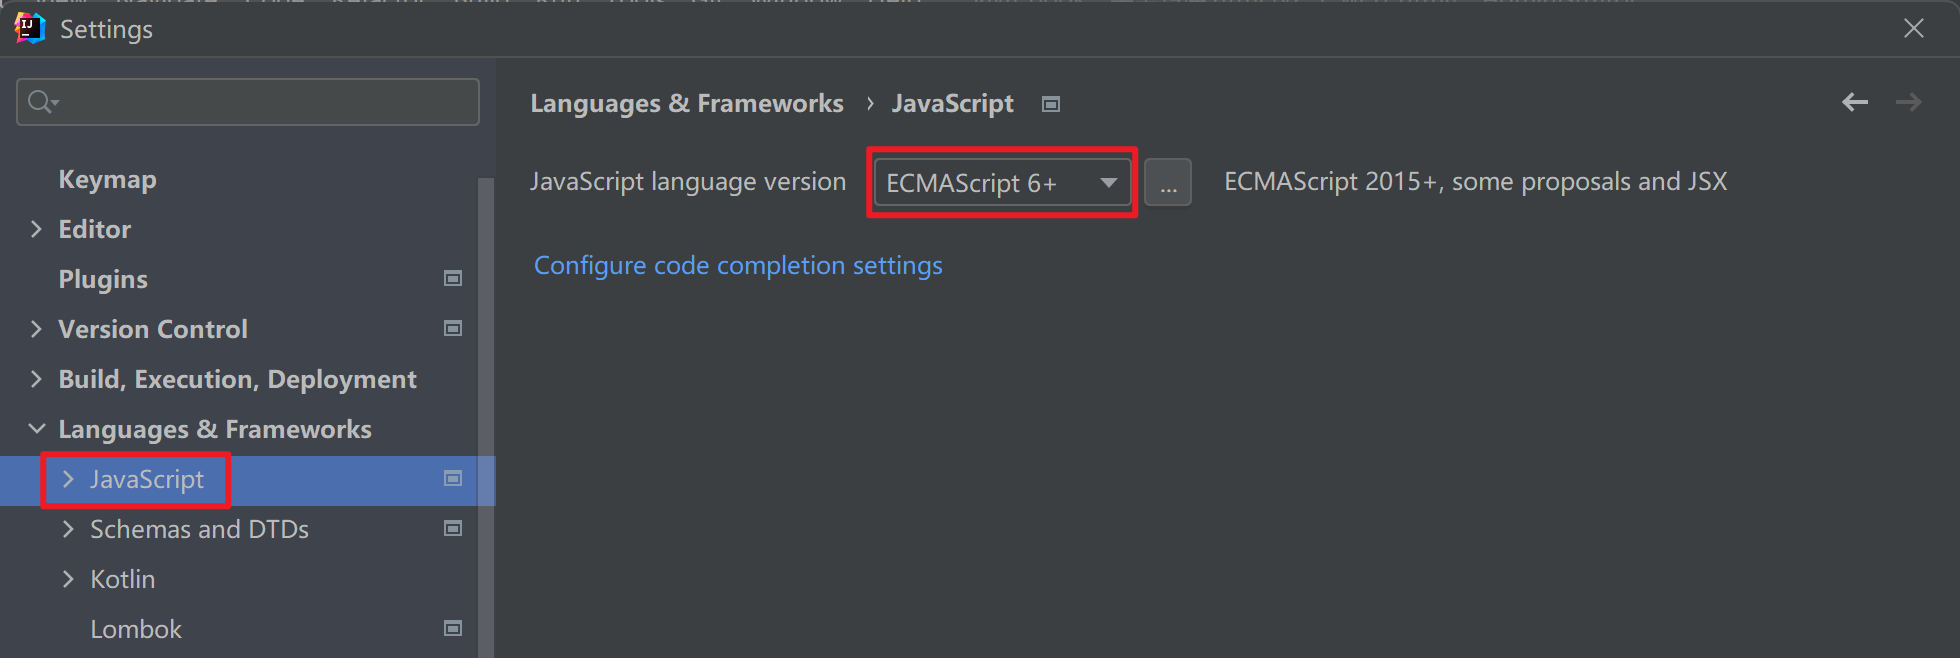 Settings
Languages & Frameworks › JavaScript
JavaScript language version ECMAScript 6+ ... ECMAScript 2015+, some proposals and JSX
Configure code completion settings
Keymap
Editor
Plugins
Version Control
Build, Execution, Deployment
Languages & Frameworks
JavaScript
Schemas and DTDs
Kotlin
Lombok